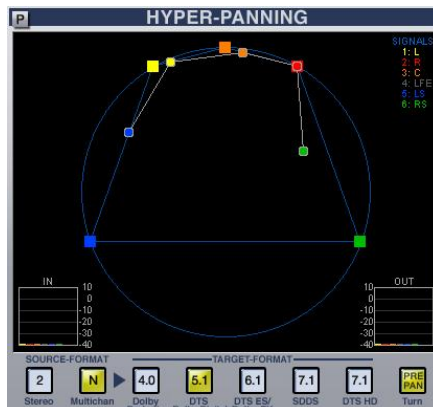 P HYPER-PANNING
SIGNALS
1: L
2: R
3: C
4: LFE
5: LS
6: RS
IN
10
0
-10
-20
-30
-40
OUT
10
0
-10
-20
-30
-40
SOURCE-FORMAT TARGET-FORMAT
2 N 4.0 5.1 6.1 7.1 7.1 PRE PAN
Stereo Multichan Dolby DTS DTS ES/ SDDS DTS HD Turn